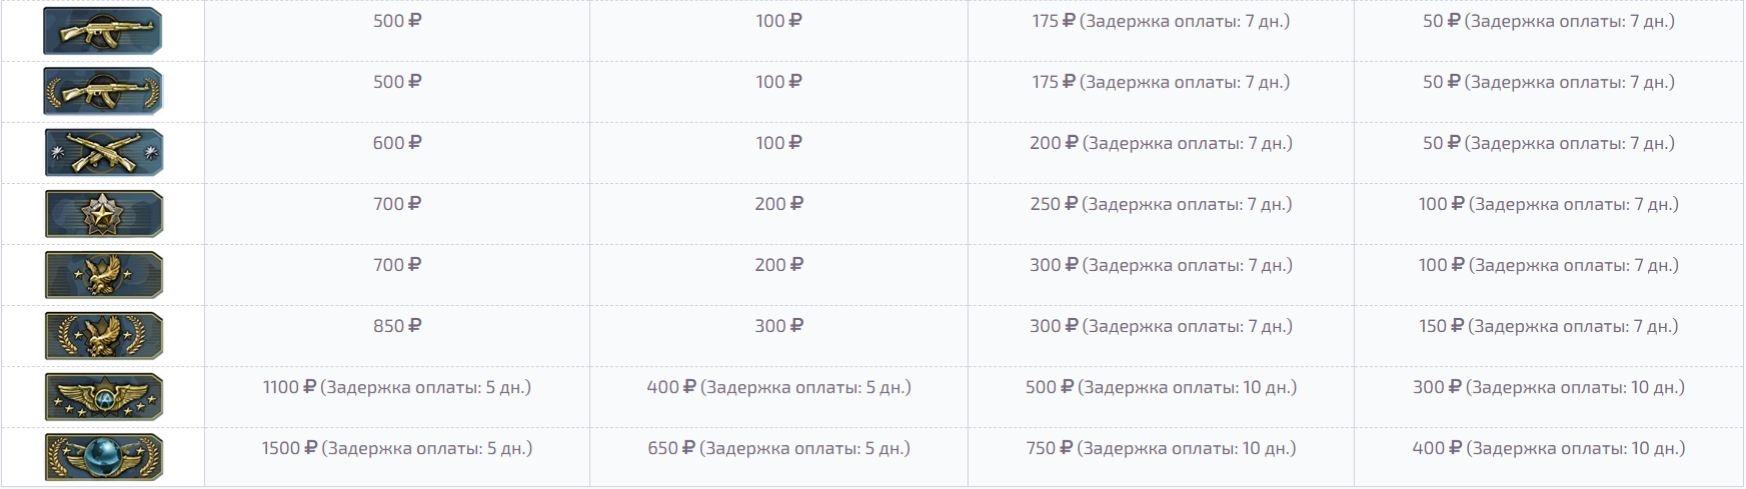 500 ₽ 100 ₽ 175 ₽ (Задержка оплаты: 7 дн.) 50 ₽ (Задержка оплаты: 7 дн.)
500 ₽ 100 ₽ 175 ₽ (Задержка оплаты: 7 дн.) 50 ₽ (Задержка оплаты: 7 дн.)
600 ₽ 100 ₽ 200 ₽ (Задержка оплаты: 7 дн.) 50 ₽ (Задержка оплаты: 7 дн.)
700 ₽ 200 ₽ 250 ₽ (Задержка оплаты: 7 дн.) 100 ₽ (Задержка оплаты: 7 дн.)
700 ₽ 200 ₽ 300 ₽ (Задержка оплаты: 7 дн.) 100 ₽ (Задержка оплаты: 7 дн.)
850 ₽ 300 ₽ 300 ₽ (Задержка оплаты: 7 дн.) 150 ₽ (Задержка оплаты: 7 дн.)
1100 ₽ (Задержка оплаты: 5 дн.) 400 ₽ (Задержка оплаты: 5 дн.) 500 ₽ (Задержка оплаты: 10 дн.) 300 ₽ (Задержка оплаты: 10 дн.)
1500 ₽ (Задержка оплаты: 5 дн.) 650 ₽ (Задержка оплаты: 5 дн.) 750 ₽ (Задержка оплаты: 10 дн.) 400 ₽ (Задержка оплаты: 10 дн.)